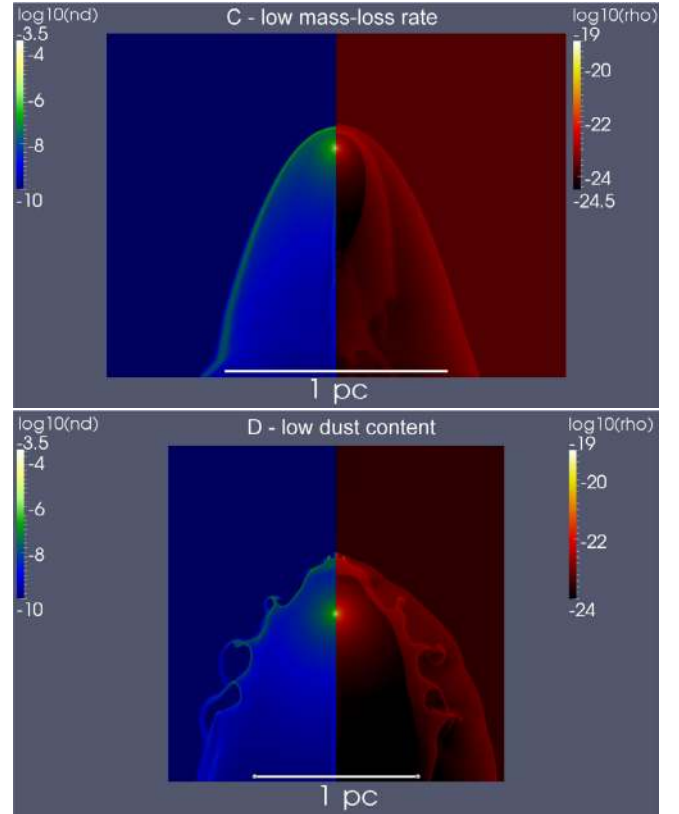 C - low mass-loss rate
log10(nd)
-3.5
-4
-6
-8
-10
log10(rho)
-19
-20
-22
-24
-24.5
1 pc
D - low dust content
log10(nd)
-3.5
-4
-6
-8
-10
log10(rho)
-19
-20
-22
-24
1 pc